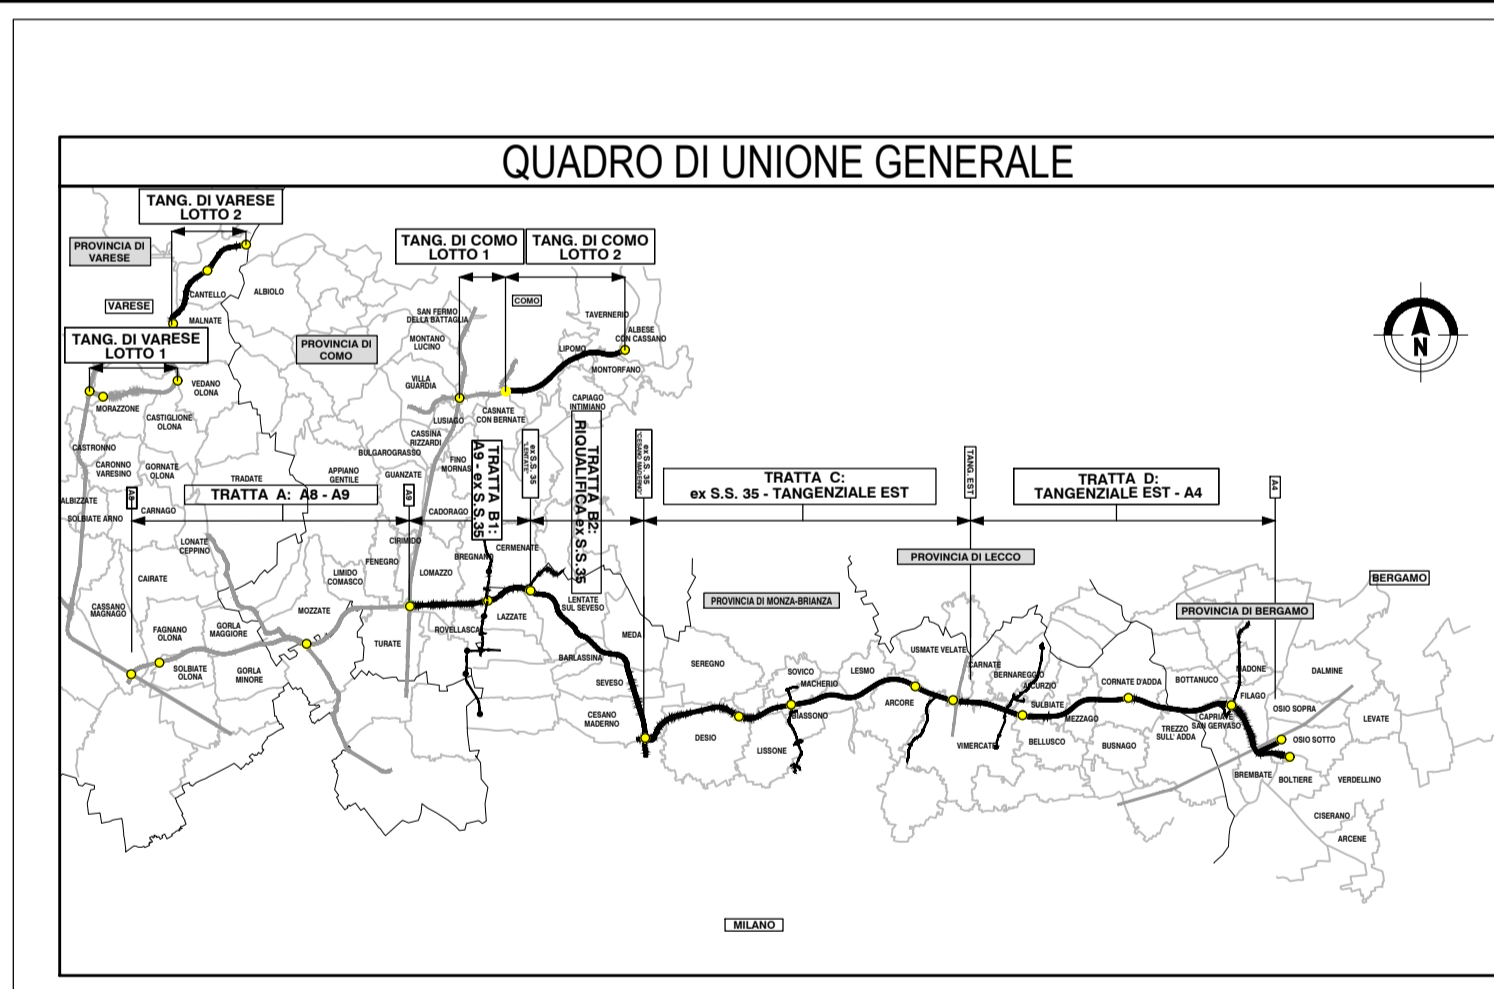 QUADRO DI UNIONE GENERALE
TANG. DI VARESE
LOTTO 2
PROVINCIA DI
VARESE
TANG. DI COMO
LOTTO 1
TANG. DI COMO
LOTTO 2
CANTELLO
ALBIOLO
VARESE
MALNATE
COMO
SAN FERMO
DELLA BATTAGLIA
TAVERNERIO
ALBESE
CON CASSANO
TANG. DI VARESE
LOTTO 1
PROVINCIA DI
COMO
MONTANO
LUCINO
LIPOMO
MONTORFANO
N
VILLA
GUARDIA
VEDANO
OLONA
MORAZZONE
CASTIGLIONE
OLONA
LUSIAGO
CASNATE
CON BERNATE
CAPIAGO
INTIMIANO
CASSINA
RIZZARDI
CASTRONNO
BULGAROGRASSO
CARONNO
VARESINO
GORNATE
OLONA
TRADATE
APPIANO
GENTILE
GUANZATE
FINO
MORNAS
TRATTA B1:
A9 - ex S.S.35
ex S.S. 35
"LENTATE"
TRATTA B2:
RIQUALIFICA ex S.S.35
ex S.S. 35
"CESANO MADERNO"
TRATTA C:
ex S.S. 35 - TANGENZIALE EST
TANG. EST
TRATTA D:
TANGENZIALE EST - A4
A4
ALBIZZATE
A8
TRATTA A: A8 - A9
A9
SOLBIATE ARNO
CARNAGO
CADORAGO
LONATE
CEPPINO
CIRIMIDO
FENEGRO
BREGNANO
CERMENATE
PROVINCIA DI LECCO
CAIRATE
LIMIDO
COMASCO
LOMAZZO
BERGAMO
CASSANO
MAGNAGO
MOZZATE
LAZZATE
LENTATE
SUL SEVESO
PROVINCIA DI MONZA-BRIANZA
PROVINCIA DI BERGAMO
FAGNANO
OLONA
GORLA
MAGGIORE
TURATE
ROVELLASCA
MEDA
BARLASSINA
SEREGNO
USMATE VELATE
SOLBIATE
OLONA
GORLA
MINORE
SEVESO
SOVICO
MACHERIO
LESMO
CARNATE
BERNAREGGIO
AICURZIO
CORNATE D'ADDA
BOTTANUCO
MADONE
DALMINE
FILAGO
CESANO
MADERNO
DESIO
BIASSONO
LISSONE
ARCORE
SULBIATE
MEZZAGO
VIMERCATE
BELLUSCO
BUSNAGO
TREZZO
SULL' ADDA
CAPRIATE
SAN GERVASO
OSIO SOPRA
OSIO SOTTO
LEVATE
BREMBATE
BOLTIERE
VERDELLINO
CISERANO
ARCENE
MILANO